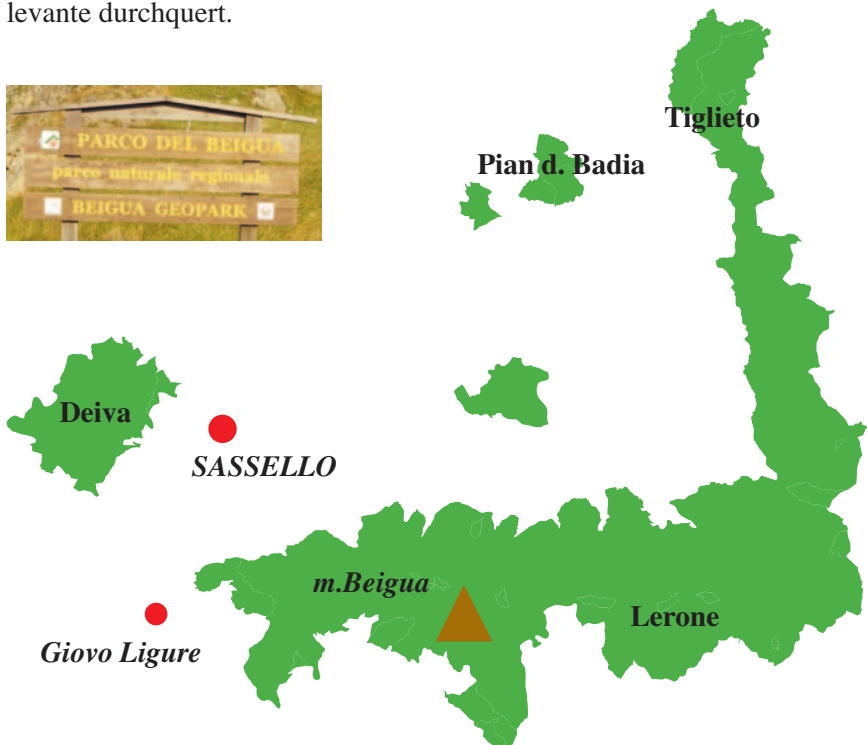 levante durchquert.
PARCO DEL BEIGUA
parco naturale regionale
BEIGUA GEOPARK
Tiglieto
Pian d. Badia
Deiva
SASSELLO
m.Beigua
Lerone
Giovo Ligure